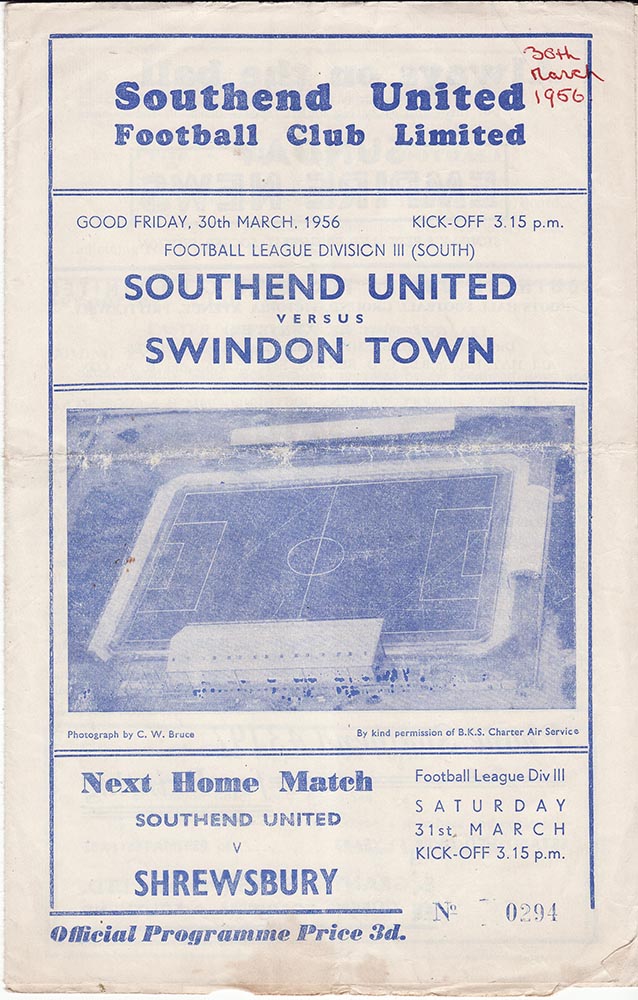 30th
March
1956
Southend United
Football Club Limited
GOOD FRIDAY, 30th MARCH, 1956 KICK-OFF 3.15 p.m.
FOOTBALL LEAGUE DIVISION III (SOUTH)
SOUTHEND UNITED
VERSUS
SWINDON TOWN
Photograph by C. W. Bruce By kind permission of B.K.S. Charter Air Service
Next Home Match
SOUTHEND UNITED
V
SHREWSBURY
Football League Div III
SATURDAY
31st, MARCH
KICK-OFF 3.15 p.m.
Nº 0294
Official Programme Price 3d.